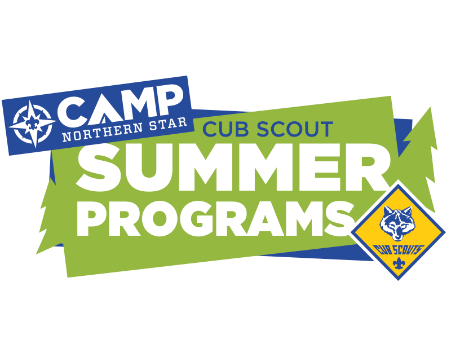 CAMP
NORTHERN STAR
CUB SCOUT
SUMMER
PROGRAMS
CUB SCOUTS